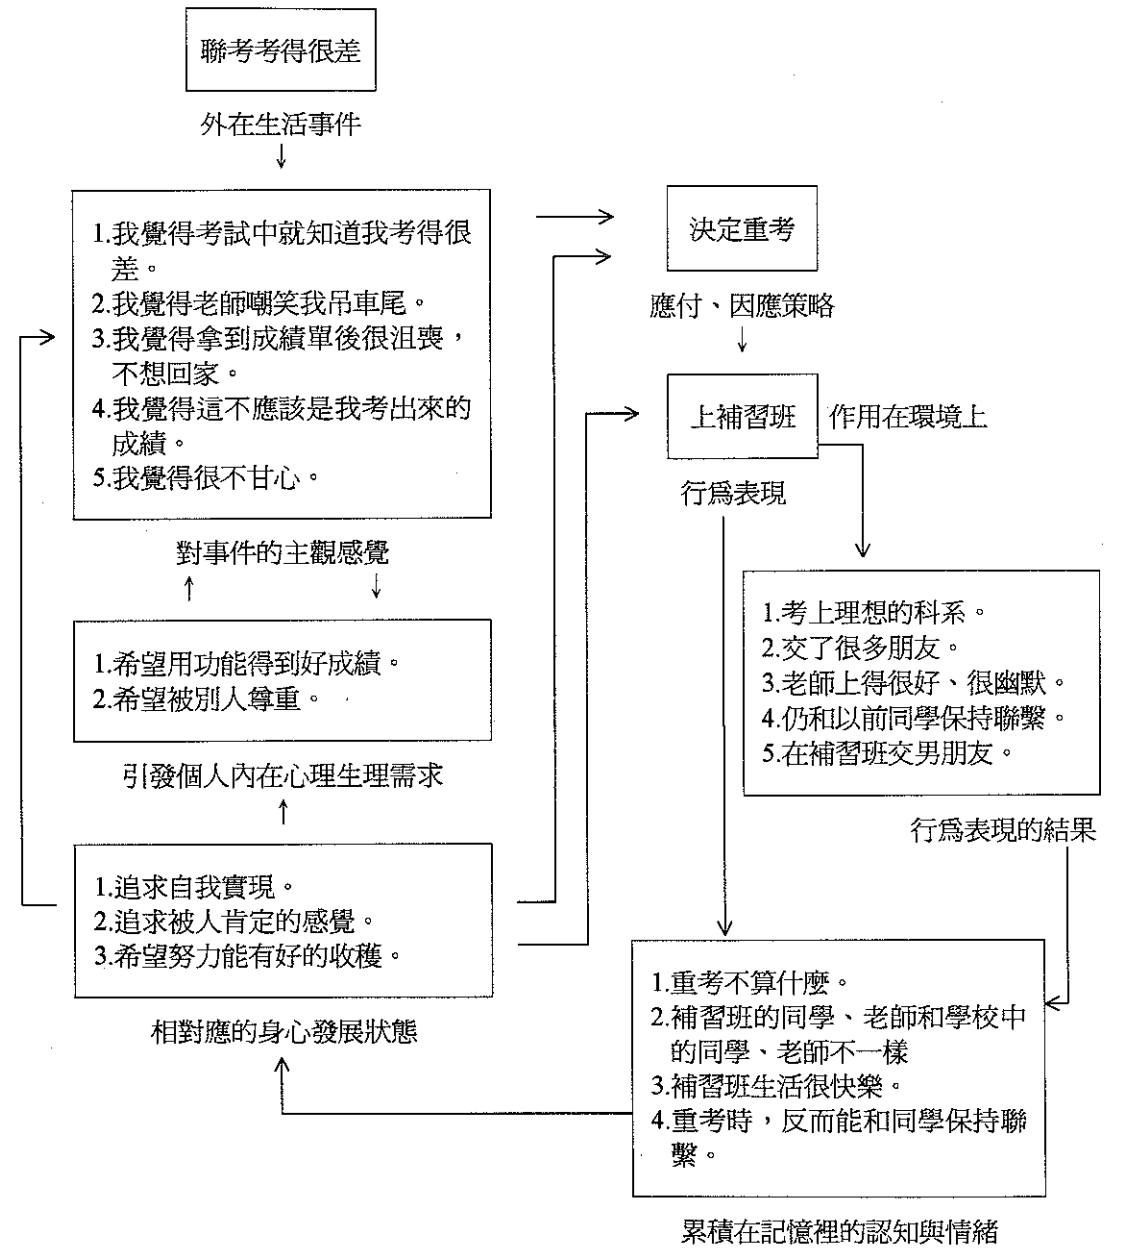 聯考考得很差
外在生活事件
1.我覺得考試中就知道我考得很
差。
2.我覺得老師嘲笑我吊車尾。
3.我覺得拿到成績單後很沮喪，
不想回家。
4.我覺得這不應該是我考出來的
成績。
5.我覺得很不甘心。
對事件的主觀感覺
1.希望用功能得到好成績。
2.希望被別人尊重。
引發個人內在心理生理需求
1.追求自我實現。
2.追求被人肯定的感覺。
3.希望努力能有好的收穫。
相對應的身心發展狀態
決定重考
應付、因應策略
上補習班
作用在環境上
行爲表現
1.考上理想的科系。
2.交了很多朋友。
3.老師上得很好、很幽默。
4.仍和以前同學保持聯繫。
5.在補習班交男朋友。
行爲表現的結果
1.重考不算什麼。
2.補習班的同學、老師和學校中
的同學、老師不一樣
3.補習班生活很快樂。
4.重考時，反而能和同學保持聯
繫。
累積在記憶裡的認知與情緒